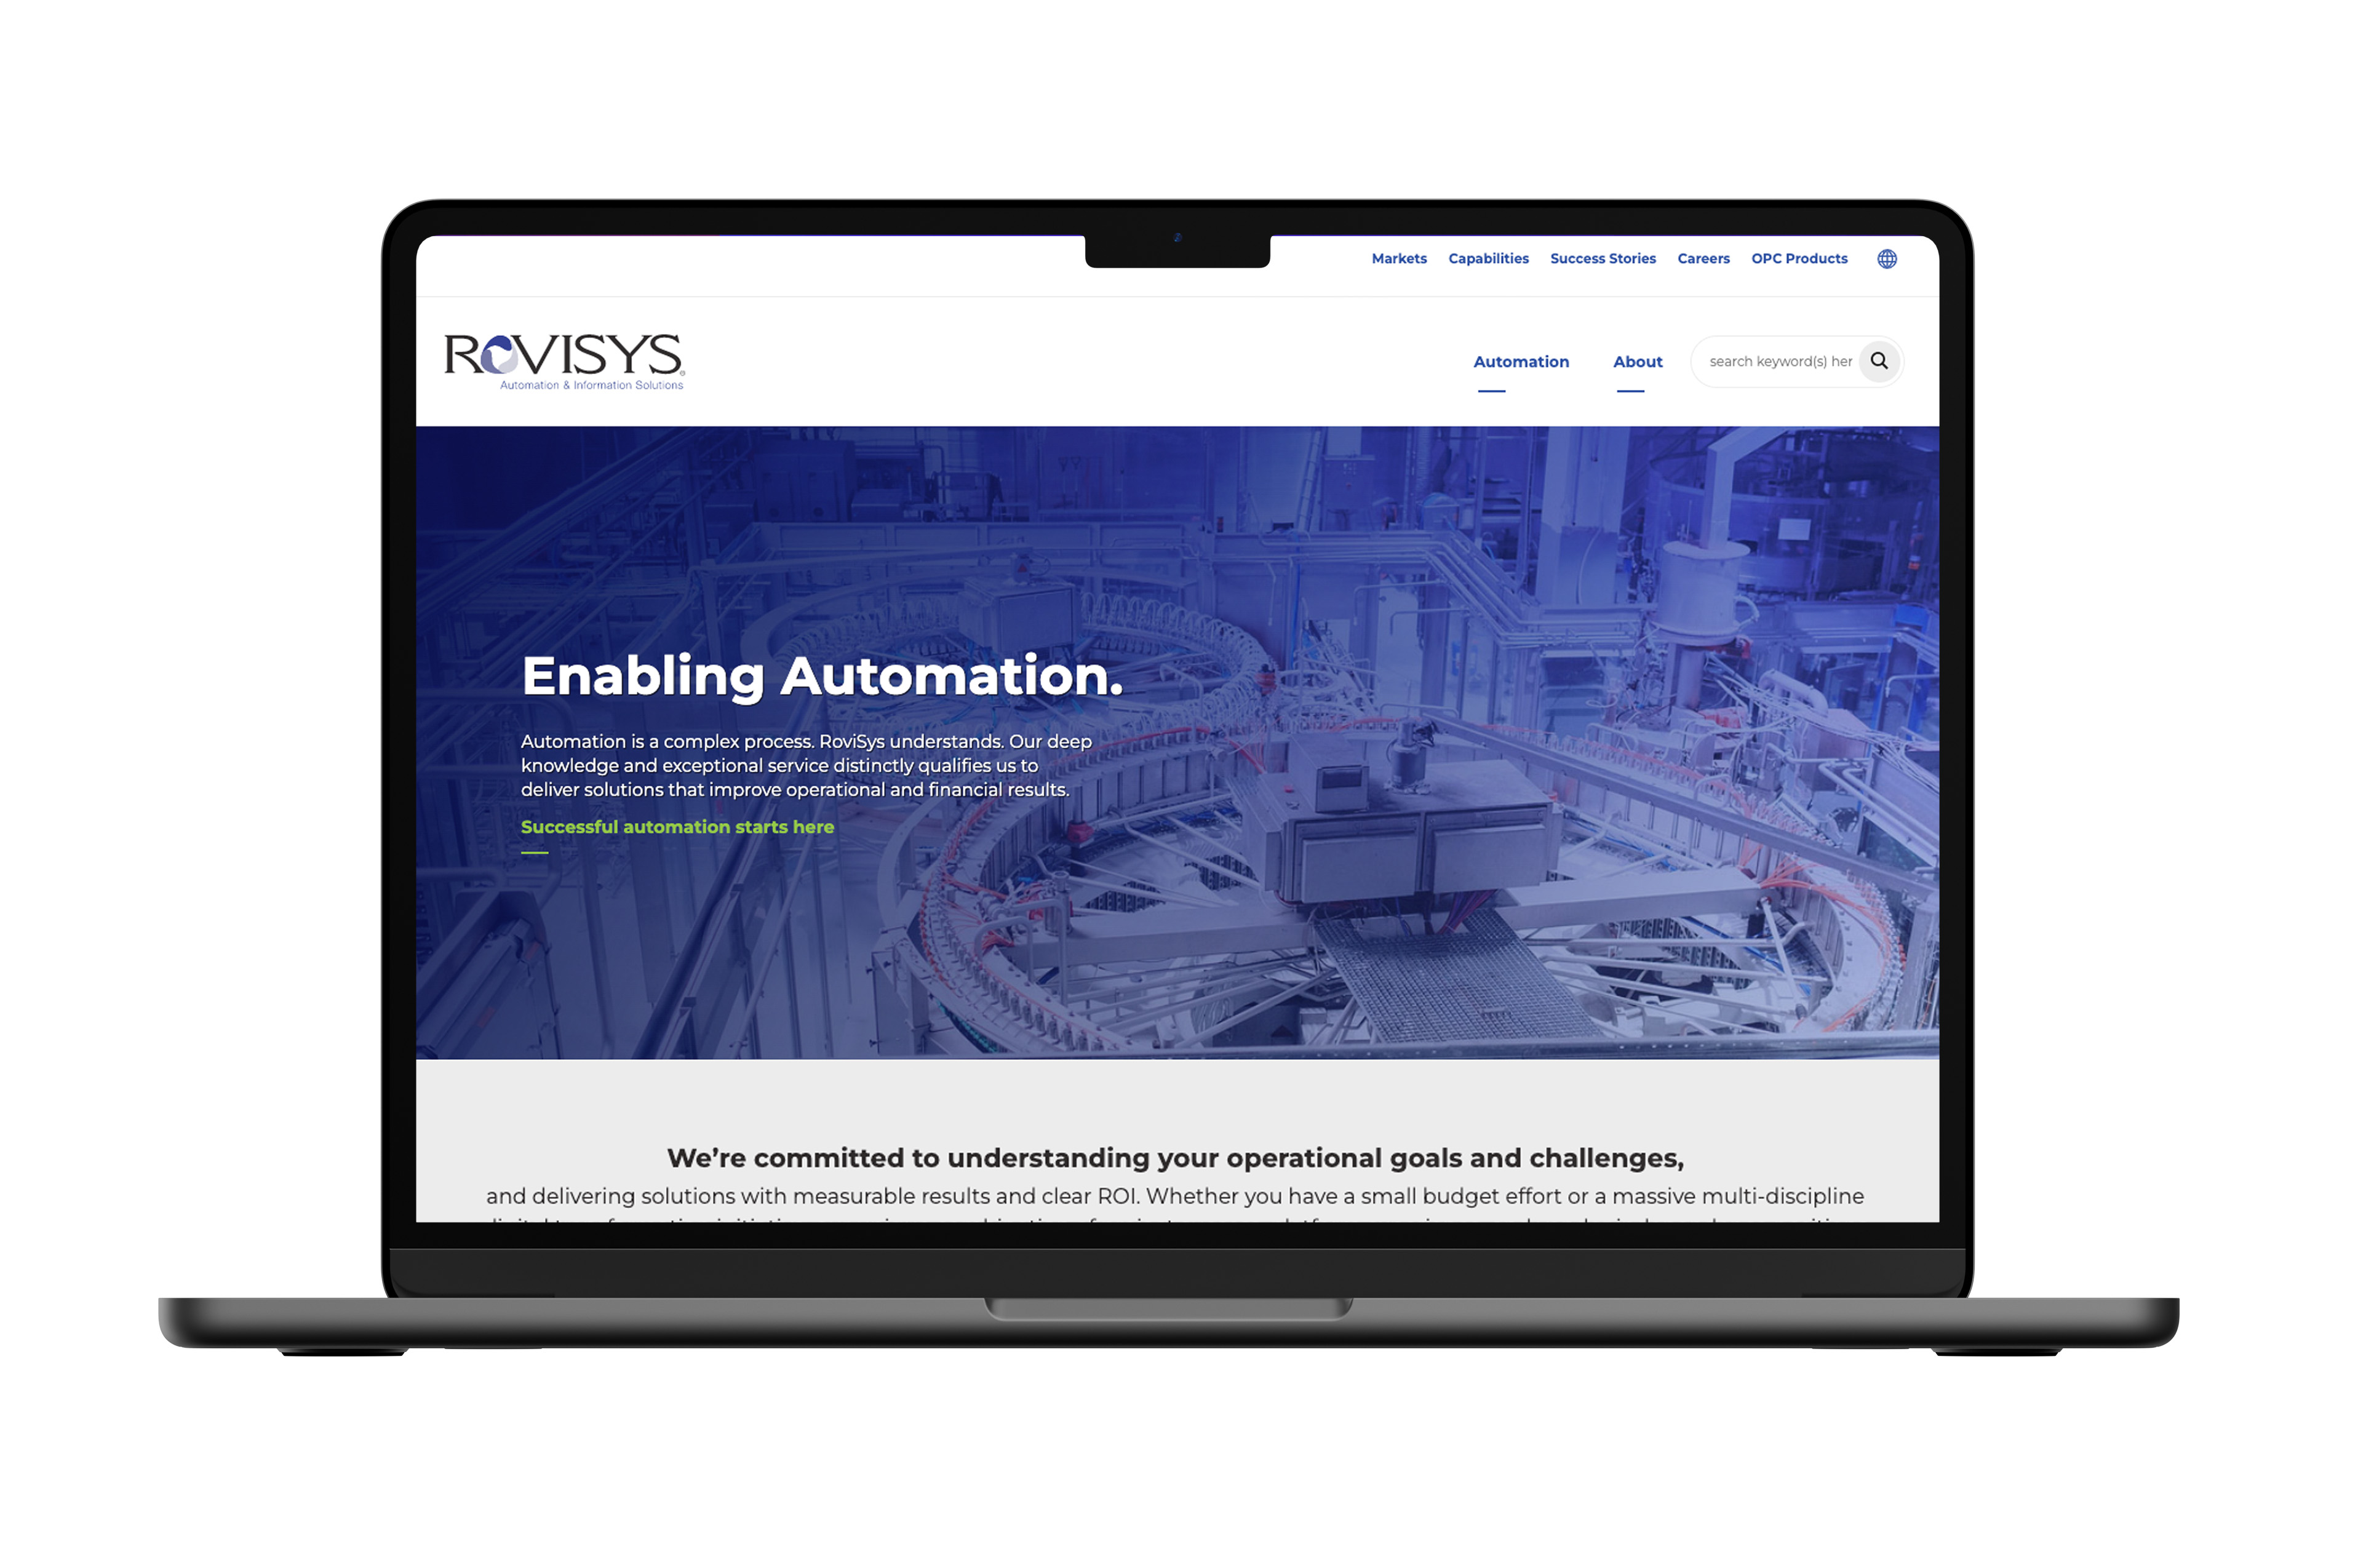 Markets Capabilities Success Stories Careers OPC Products
ROVISYS
Automation & Information Solutions
Automation About search keyword(s) her
Enabling Automation.
Automation is a complex process. RoviSys understands. Our deep
knowledge and exceptional service distinctly qualifies us to
deliver solutions that improve operational and financial results.
Successful automation starts here
We’re committed to understanding your operational goals and challenges,
and delivering solutions with measurable results and clear ROI. Whether you have a small budget effort or a massive multi-discipline